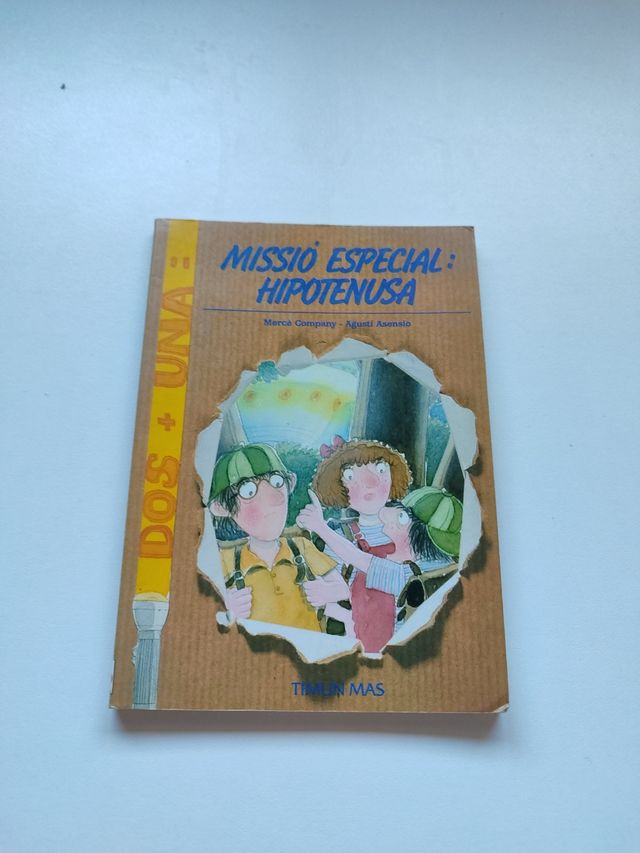 MISSIÓ ESPECIAL:
HIPOTENUSA
Mercè Company - Agustí Asensio
DOS + UNA =
TIMUN MAS